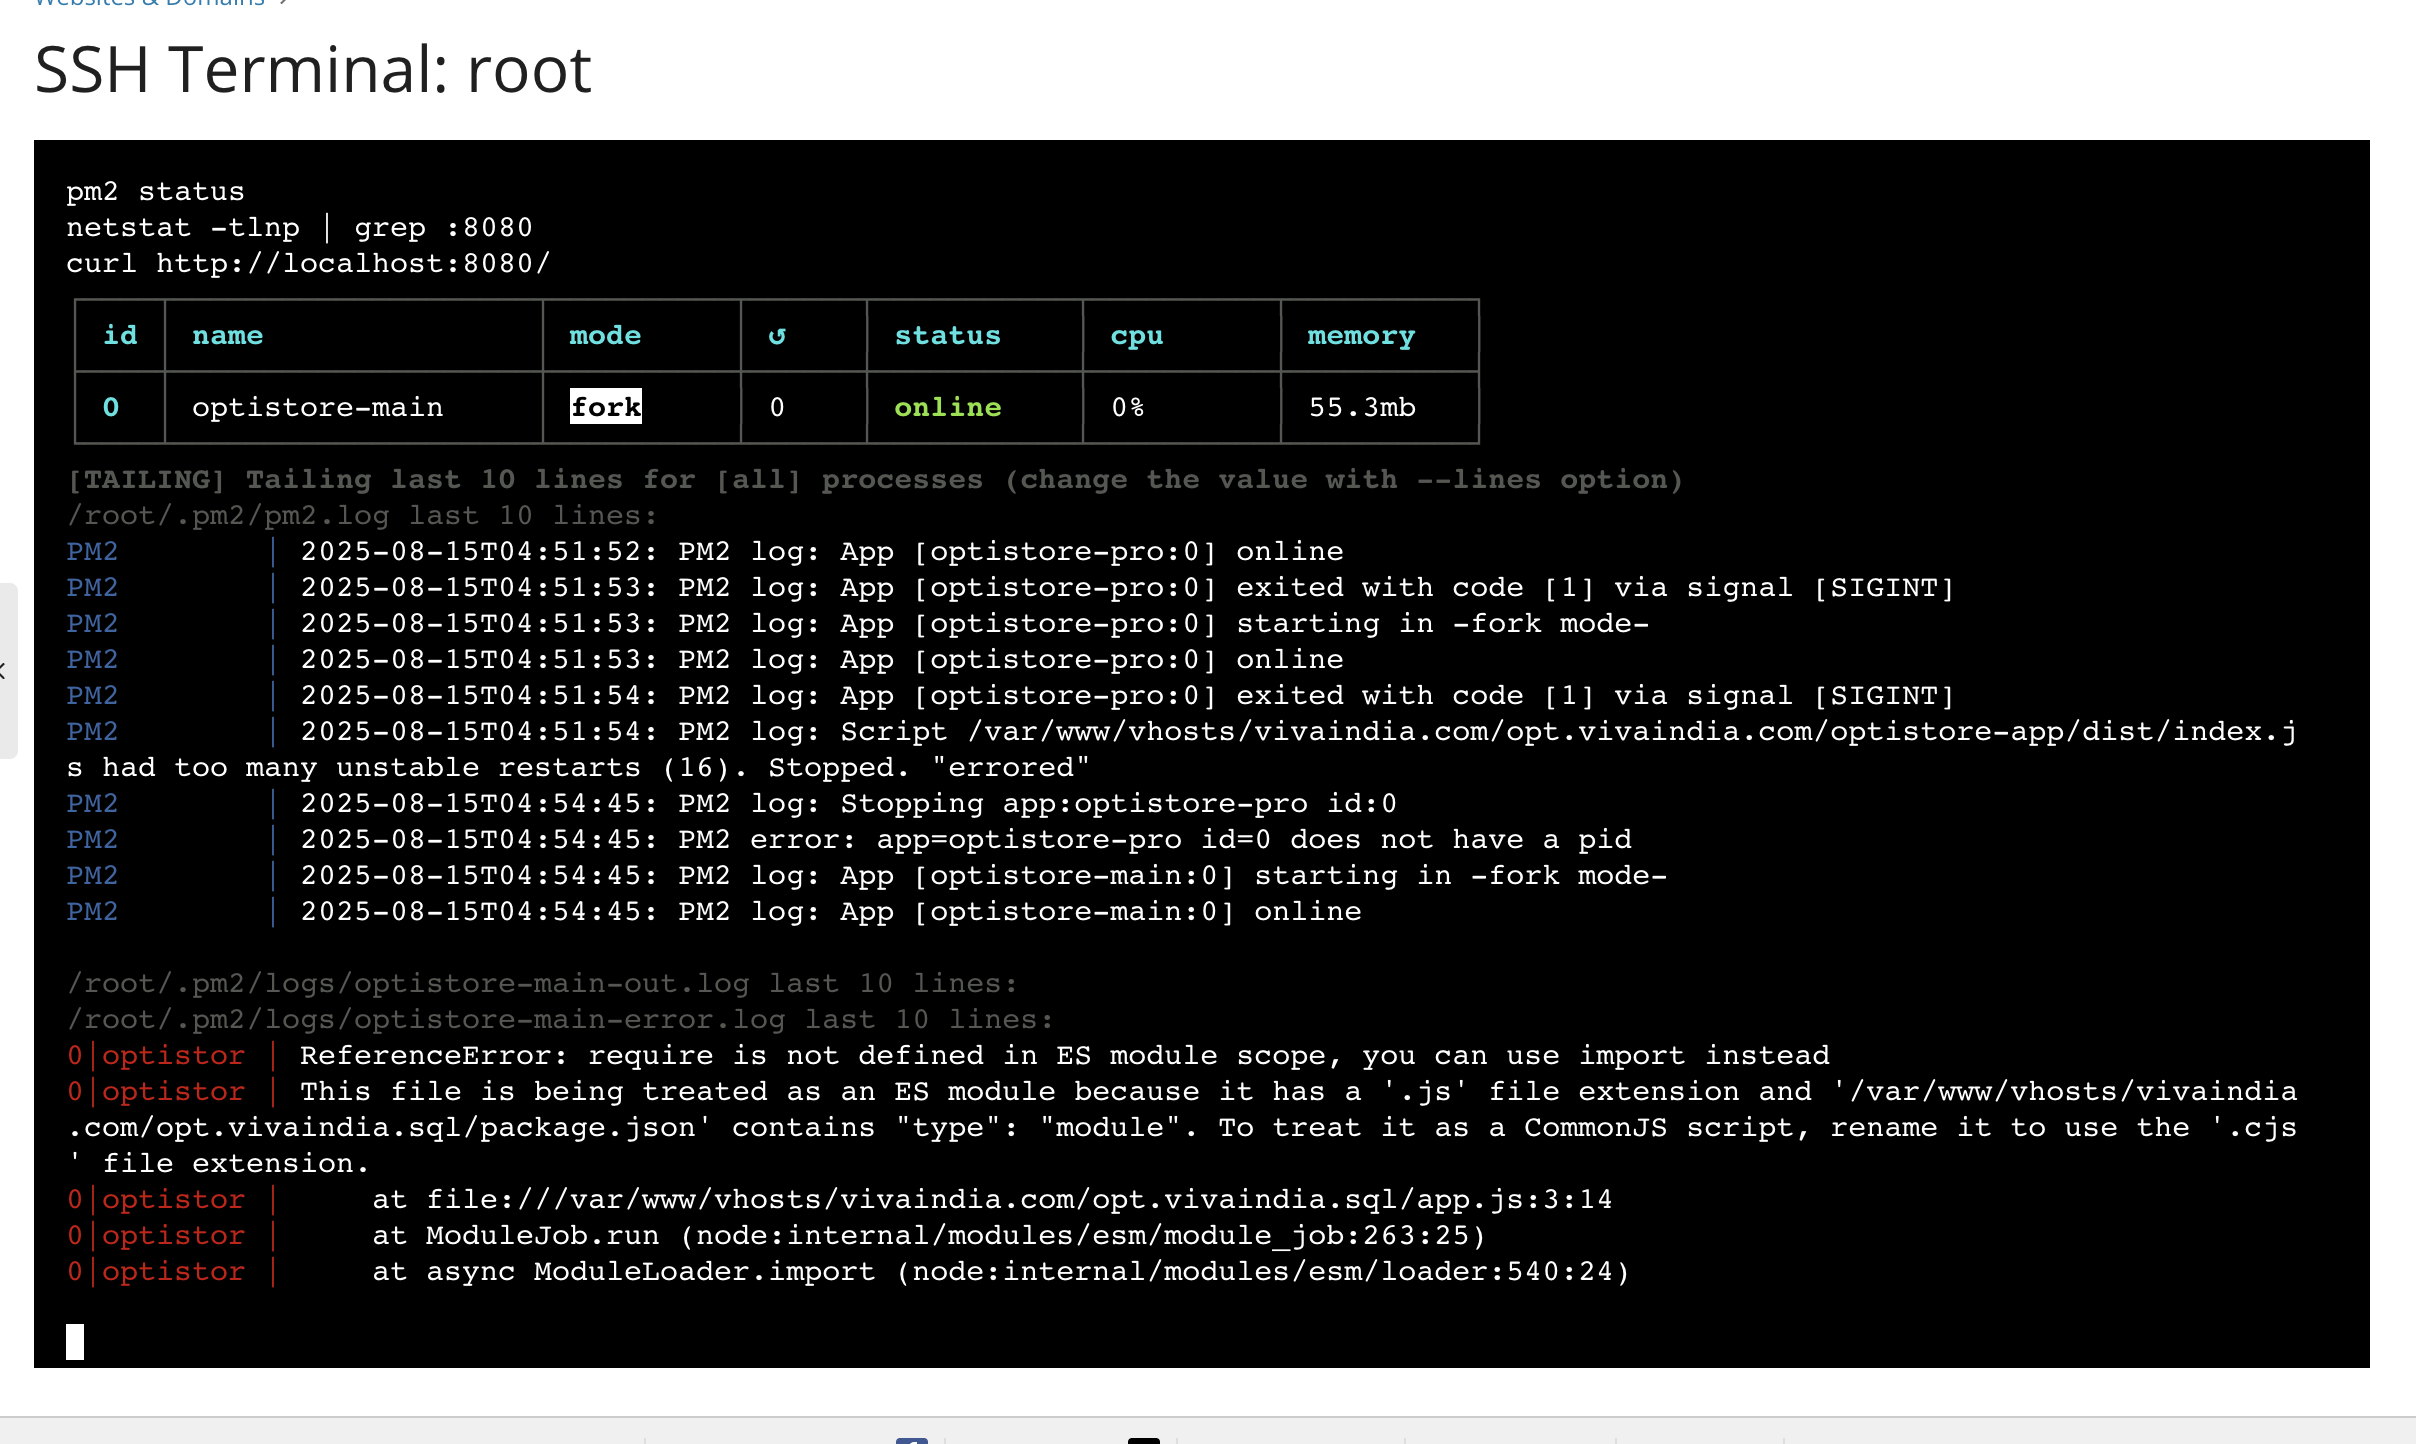 Websites & Domains >
SSH Terminal: root
pm2 status
netstat -tlnp | grep :8080
curl http://localhost:8080/
id name mode ↺ status cpu memory
0 optistore-main fork 0 online 0% 55.3mb
[TAILING] Tailing last 10 lines for [all] processes (change the value with --lines option)
/root/.pm2/pm2.log last 10 lines:
PM2 | 2025-08-15T04:51:52: PM2 log: App [optistore-pro:0] online
PM2 | 2025-08-15T04:51:53: PM2 log: App [optistore-pro:0] exited with code [1] via signal [SIGINT]
PM2 | 2025-08-15T04:51:53: PM2 log: App [optistore-pro:0] starting in -fork mode-
PM2 | 2025-08-15T04:51:53: PM2 log: App [optistore-pro:0] online
PM2 | 2025-08-15T04:51:54: PM2 log: App [optistore-pro:0] exited with code [1] via signal [SIGINT]
PM2 | 2025-08-15T04:51:54: PM2 log: Script /var/www/vhosts/vivaindia.com/opt.vivaindia.com/optistore-app/dist/index.j
s had too many unstable restarts (16). Stopped. "errored"
PM2 | 2025-08-15T04:54:45: PM2 log: Stopping app:optistore-pro id:0
PM2 | 2025-08-15T04:54:45: PM2 error: app=optistore-pro id=0 does not have a pid
PM2 | 2025-08-15T04:54:45: PM2 log: App [optistore-main:0] starting in -fork mode-
PM2 | 2025-08-15T04:54:45: PM2 log: App [optistore-main:0] online
/root/.pm2/logs/optistore-main-out.log last 10 lines:
/root/.pm2/logs/optistore-main-error.log last 10 lines:
0|optistor | ReferenceError: require is not defined in ES module scope, you can use import instead
0|optistor | This file is being treated as an ES module because it has a '.js' file extension and '/var/www/vhosts/vivaindia
.com/opt.vivaindia.sql/package.json' contains "type": "module". To treat it as a CommonJS script, rename it to use the '.cjs
' file extension.
0|optistor | at file:///var/www/vhosts/vivaindia.com/opt.vivaindia.sql/app.js:3:14
0|optistor | at ModuleJob.run (node:internal/modules/esm/module_job:263:25)
0|optistor | at async ModuleLoader.import (node:internal/modules/esm/loader:540:24)